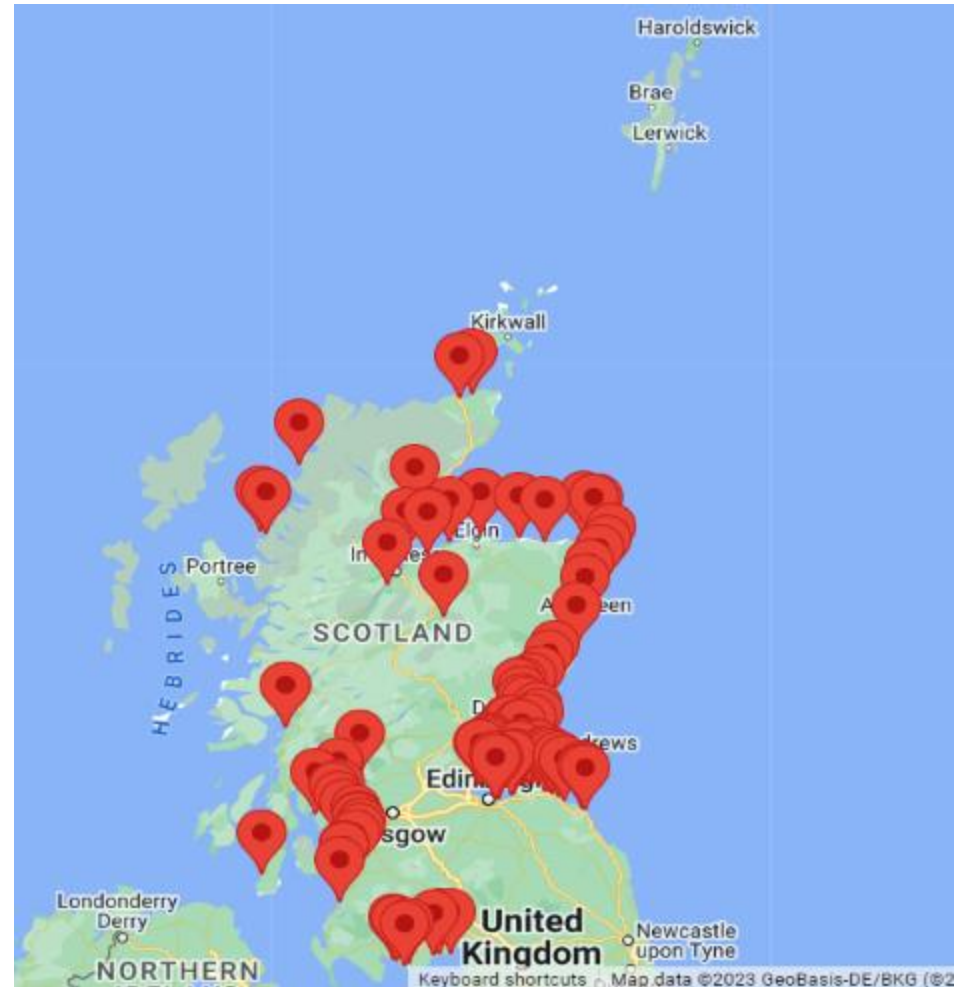 Haroldswick
Brae
Lerwick
Kirkwall
Elgin
Portree
HEBRIDES
SCOTLAND
Londonderry
Derry
United
Kingdom
Newcastle
upon Tyne
NORTHERN
Keyboard shortcuts
Map data ©2023 GeoBasis-DE/BKG (©2